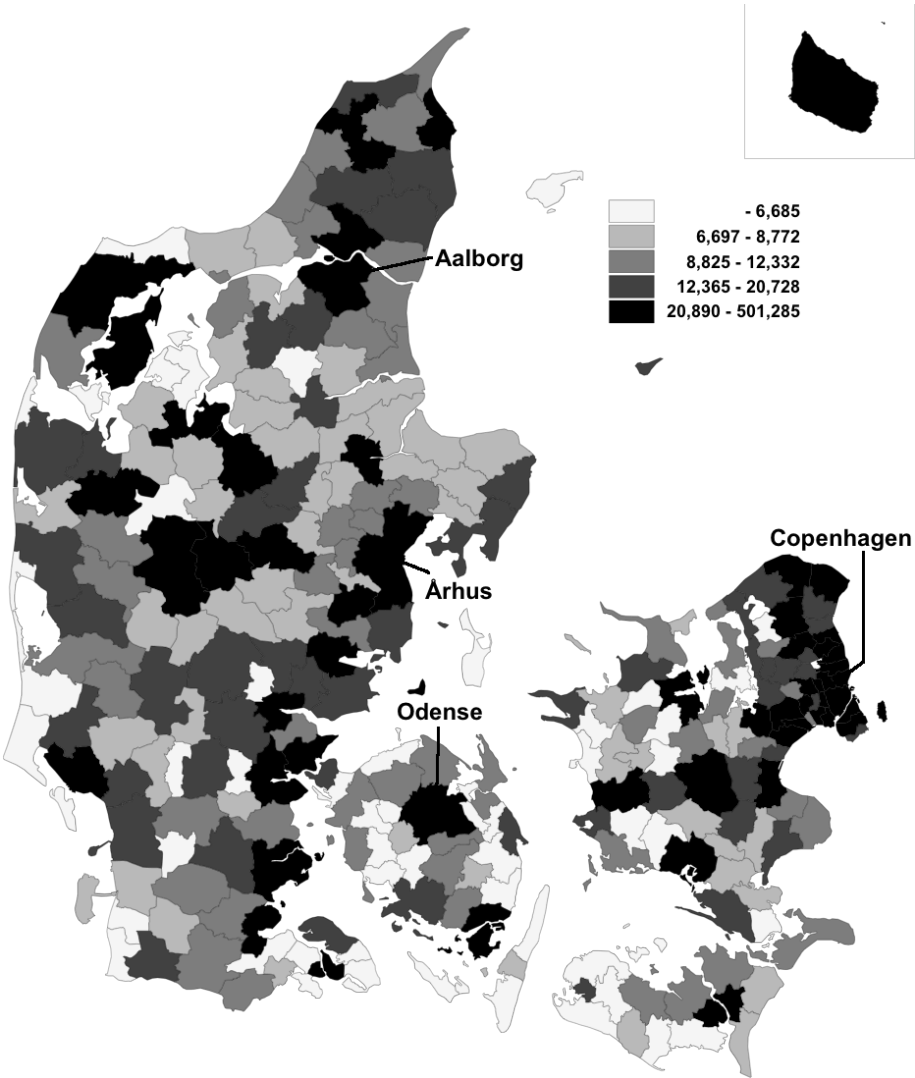 - 6,685
6,697 - 8,772
8,825 - 12,332
12,365 - 20,728
20,890 - 501,285
Aalborg
Copenhagen
Århus
Odense